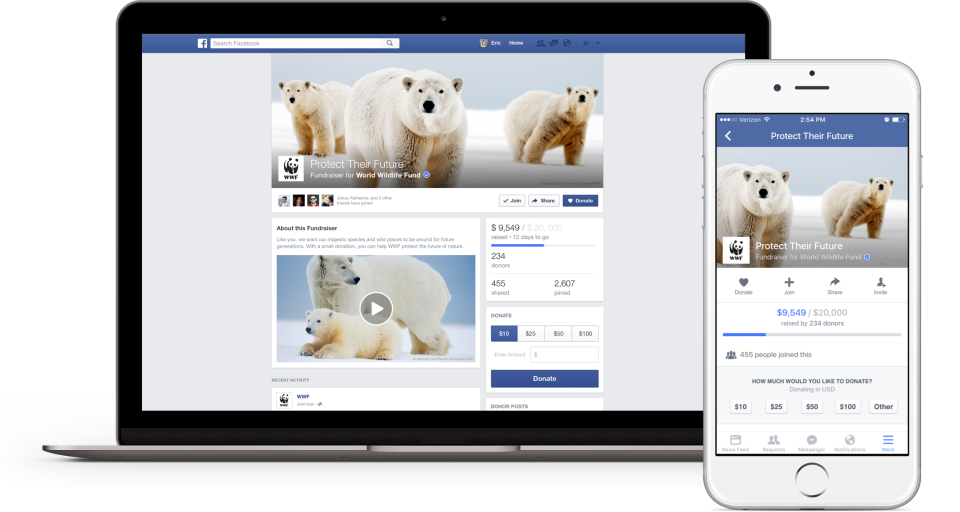 Search Facebook
Eric Home
WWF
Protect Their Future
Fundraiser for World Wildlife Fund
Julius, Katherine, and 2 other
friends have joined
Join
Share
Donate
About this Fundraiser
Like you, we want our majestic species and wild places to be around for future
generations. With a small donation, you can help WWF protect the future of nature.
RECENT ACTIVITY
WWF
WWF
Just now
$ 9,549 / $ 20, 000
raised • 12 days to go
234
donors
455 2,607
shared joined
DONATE
$10 $25 $50 $100
Enter Amount $
Donate
DONOR POSTS
Verizon 2:54 PM
Protect Their Future
WWF
Protect Their Future
Fundraiser for World Wildlife Fund
Donate Join Share Invite
$9,549 / $20,000
raised by 234 donors
455 people joined this
HOW MUCH WOULD YOU LIKE TO DONATE?
Donating in USD
$10 $25 $50 $100 Other
News Feed Requests Messenger Notifications More